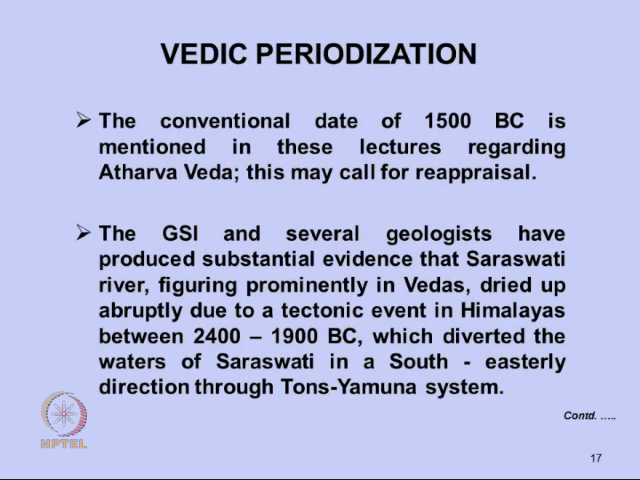 VEDIC PERIODIZATION
➢ The conventional date of 1500 BC is
mentioned in these lectures regarding
Atharva Veda; this may call for reappraisal.
➢ The GSI and several geologists have
produced substantial evidence that Saraswati
river, figuring prominently in Vedas, dried up
abruptly due to a tectonic event in Himalayas
between 2400 – 1900 BC, which diverted the
waters of Saraswati in a South - easterly
direction through Tons-Yamuna system.
Contd. …..
NPTEL
17